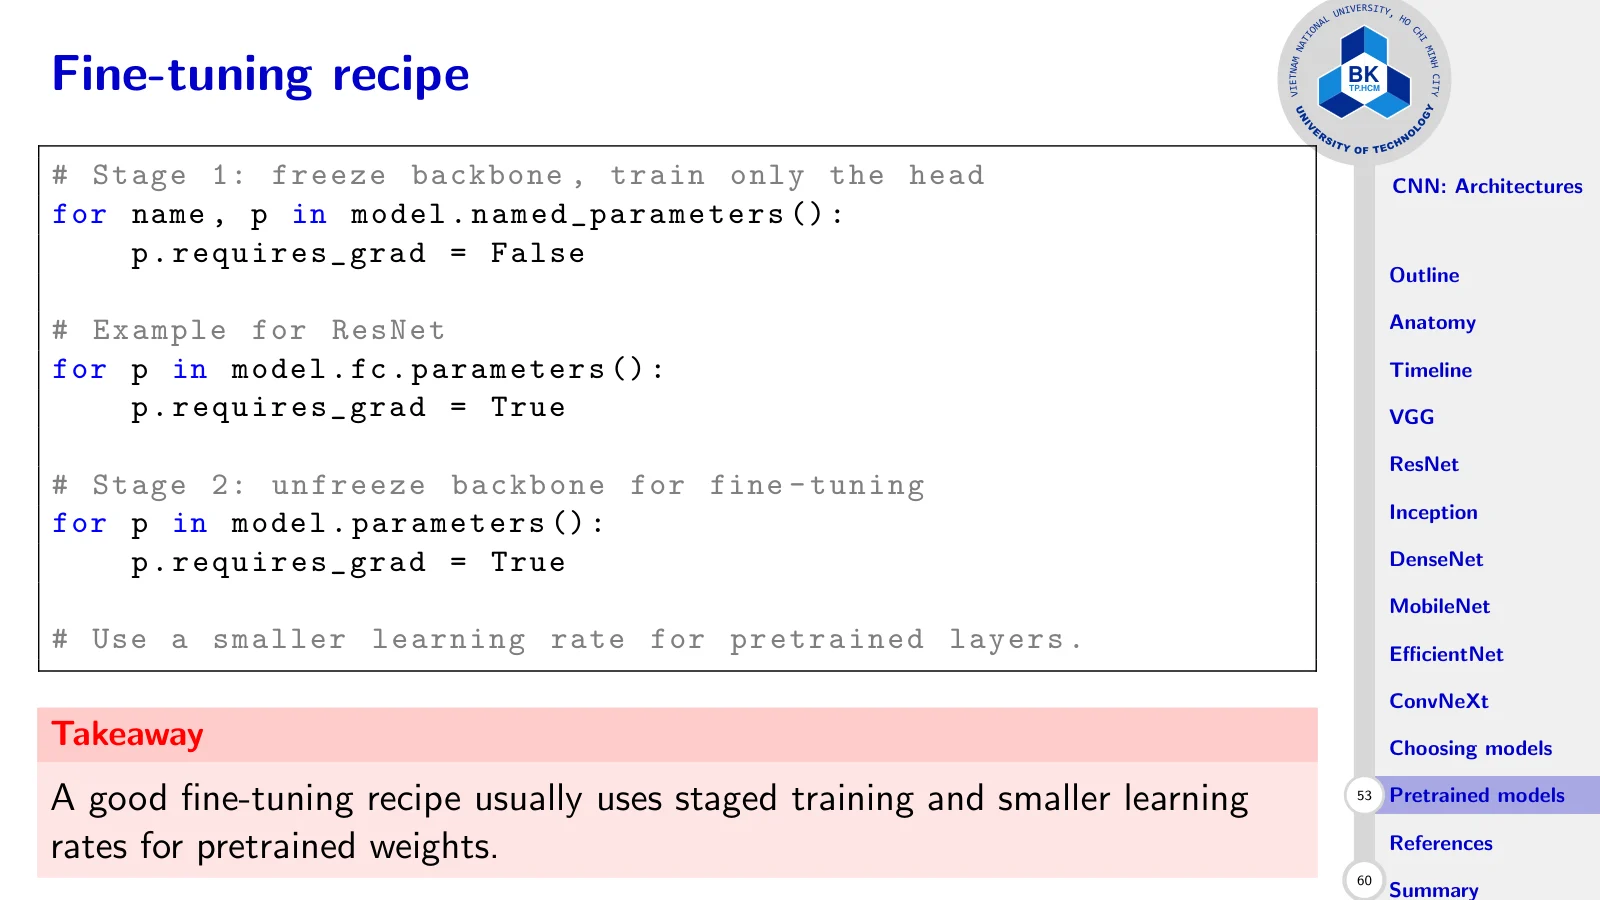 Fine-tuning recipe
# Stage 1: freeze backbone, train only the head
for name, p in model.named_parameters():
    p.requires_grad = False
# Example for ResNet
for p in model.fc.parameters():
    p.requires_grad = True
# Stage 2: unfreeze backbone for fine-tuning
for p in model.parameters():
    p.requires_grad = True
# Use a smaller learning rate for pretrained layers.
Takeaway
A good fine-tuning recipe usually uses staged training and smaller learning
rates for pretrained weights.
VIETNAM NATIONAL UNIVERSITY, HO CHI MINH CITY
BK
TP.HCM
UNIVERSITY OF TECHNOLOGY
CNN: Architectures
Outline
Anatomy
Timeline
VGG
ResNet
Inception
DenseNet
MobileNet
EfficientNet
ConvNeXt
Choosing models
53 Pretrained models
References
60
Summary